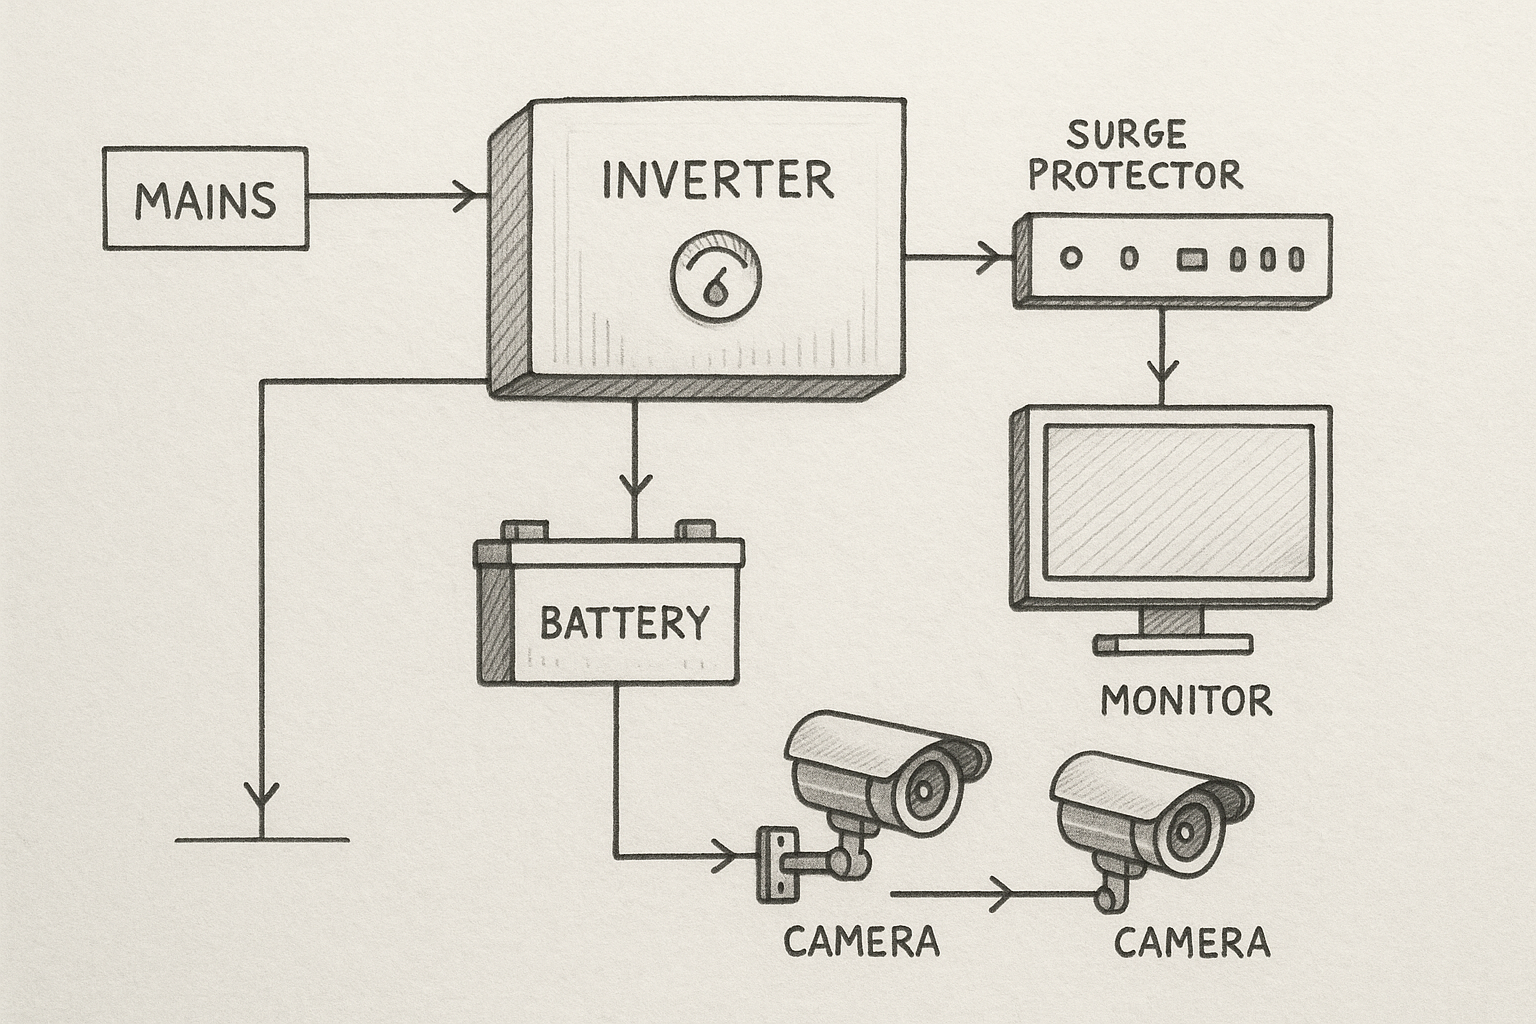 MAINS
INVERTER
SURGE
PROTECTOR
BATTERY
MONITOR
CAMERA
CAMERA